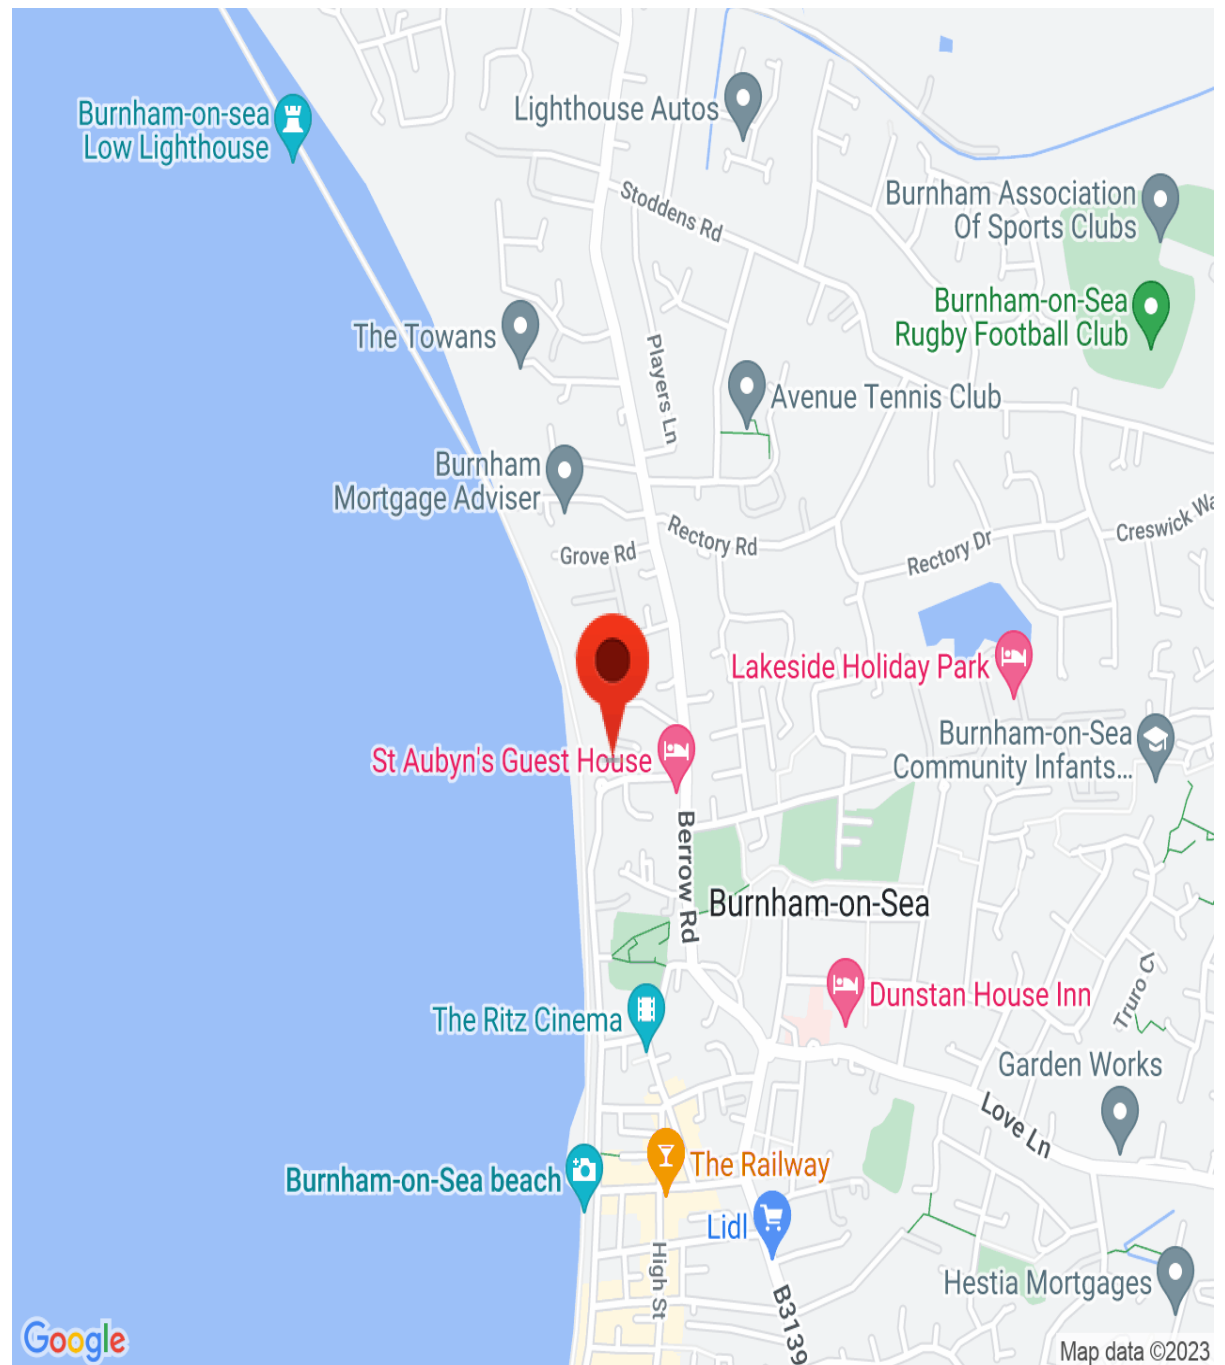 Burnham-on-sea
Low Lighthouse
Lighthouse Autos
Stoddens Rd
Burnham Association
Of Sports Clubs
Burnham-on-Sea
Rugby Football Club
The Towans
Players Ln
Avenue Tennis Club
Burnham
Mortgage Adviser
Rectory Rd
Grove Rd
Rectory Dr
Creswick Wa
Lakeside Holiday Park
St Aubyn's Guest House
Burnham-on-Sea
Community Infants...
Berrow Rd
Burnham-on-Sea
Dunstan House Inn
Truro Cl
The Ritz Cinema
Garden Works
Love Ln
Burnham-on-Sea beach
The Railway
Lidl
High St
B3139
Hestia Mortgages
Google
Map data ©2023